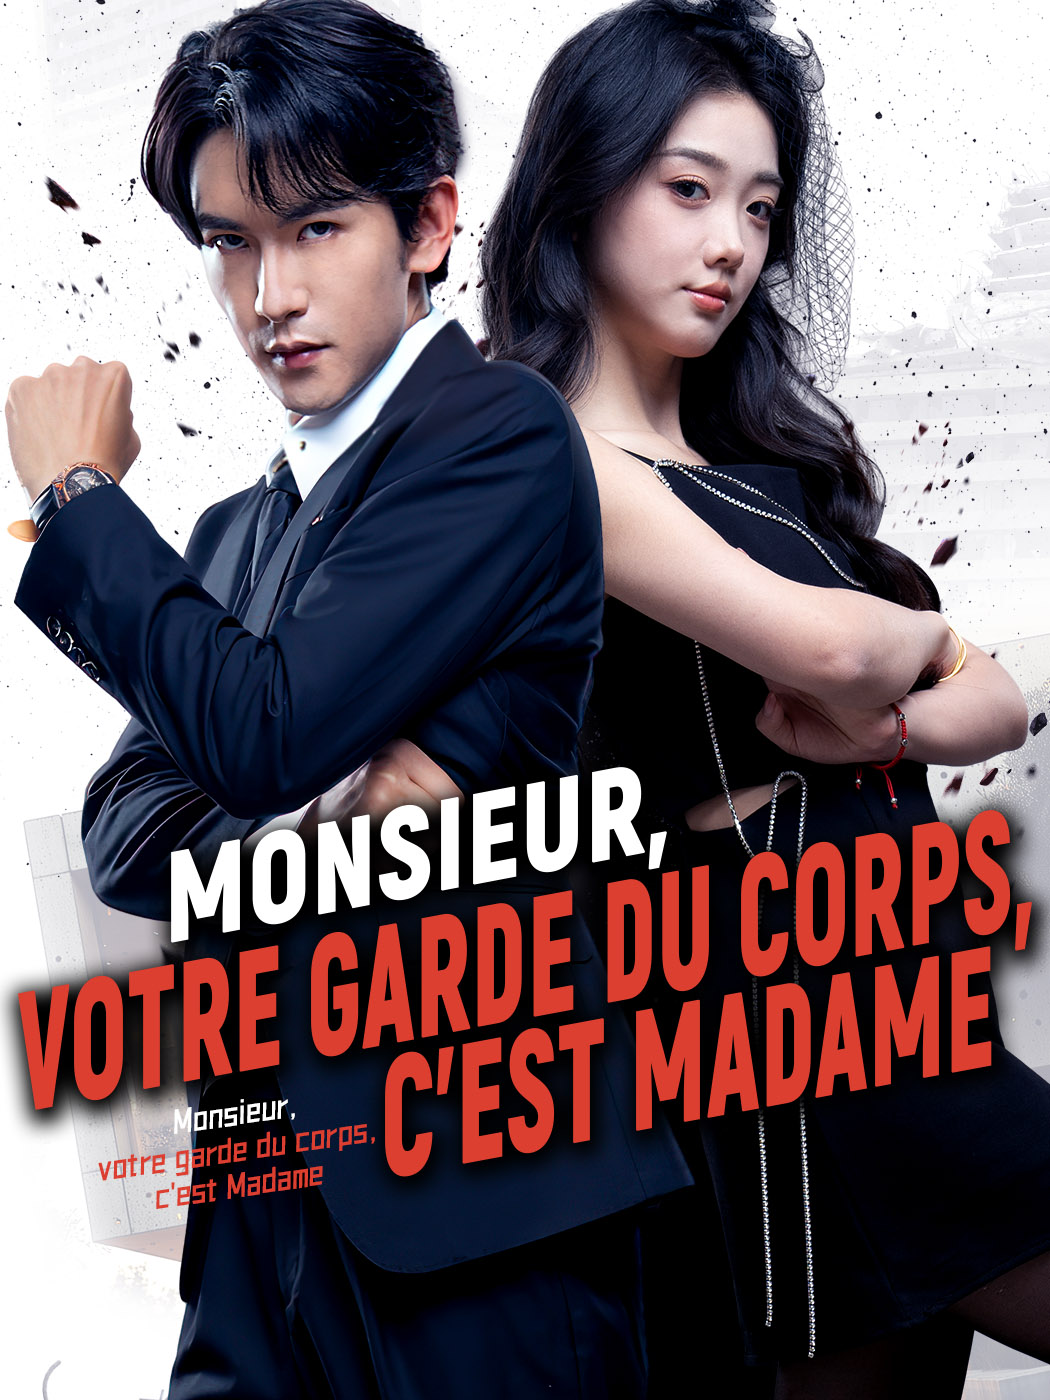 MONSIEUR,
VOTRE GARDE DU CORPS,
C'EST MADAME
Monsieur,
votre garde du corps,
c'est Madame